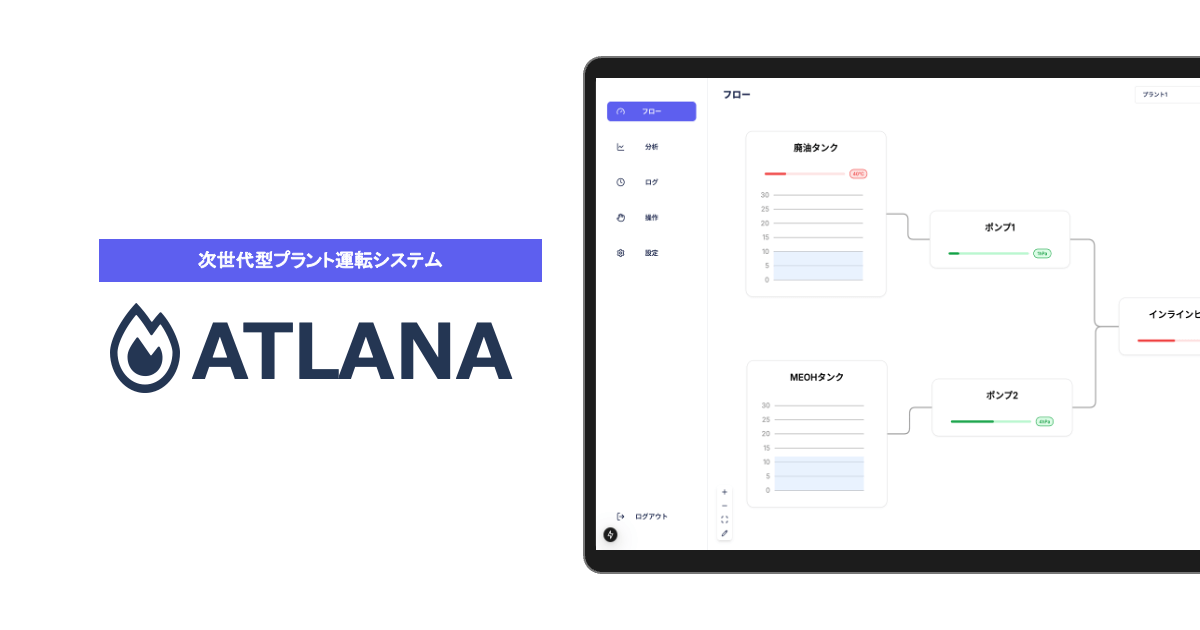 次世代型プラント運転システム
ATLANA
フロー
分析
ログ
操作
設定
ログアウト
フロー
プラント1
廃油タンク
30
25
20
15
10
5
0
ポンプ1
MEOHタンク
30
25
20
15
10
5
0
ポンプ2
インラインヒ